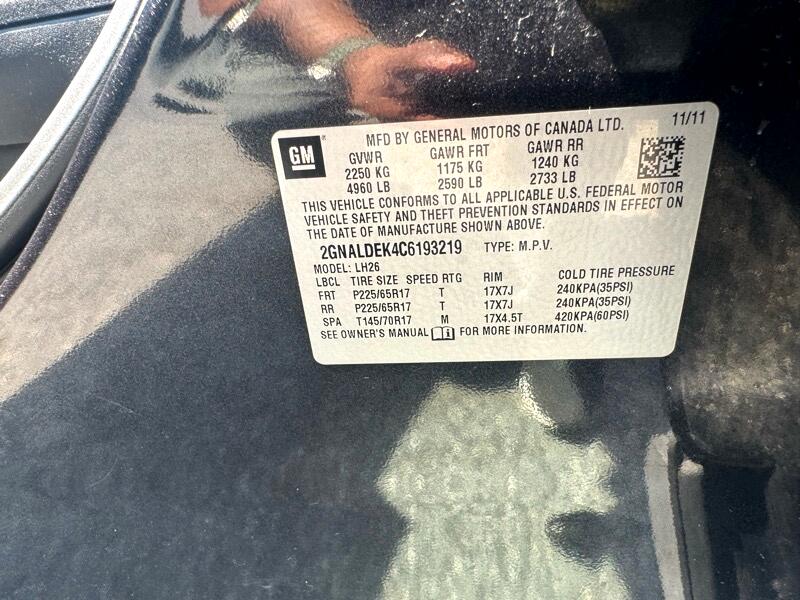 GM
MFD BY GENERAL MOTORS OF CANADA LTD. 11/11
GVWR GAWR FRT GAWR RR
2250 KG 1175 KG 1240 KG
4960 LB 2590 LB 2733 LB
THIS VEHICLE CONFORMS TO ALL APPLICABLE U.S. FEDERAL MOTOR
VEHICLE SAFETY AND THEFT PREVENTION STANDARDS IN EFFECT ON
THE DATE OF MANUFACTURE SHOWN ABOVE.
2GNALDEK4C6193219 TYPE: M.P.V.
MODEL: LH26
LBCL TIRE SIZE SPEED RTG RIM COLD TIRE PRESSURE
FRT P225/65R17 T 17X7J 240KPA(35PSI)
RR P225/65R17 T 17X7J 240KPA(35PSI)
SPA T145/70R17 M 17X4.5T 420KPA(60PSI)
SEE OWNER'S MANUAL FOR MORE INFORMATION.